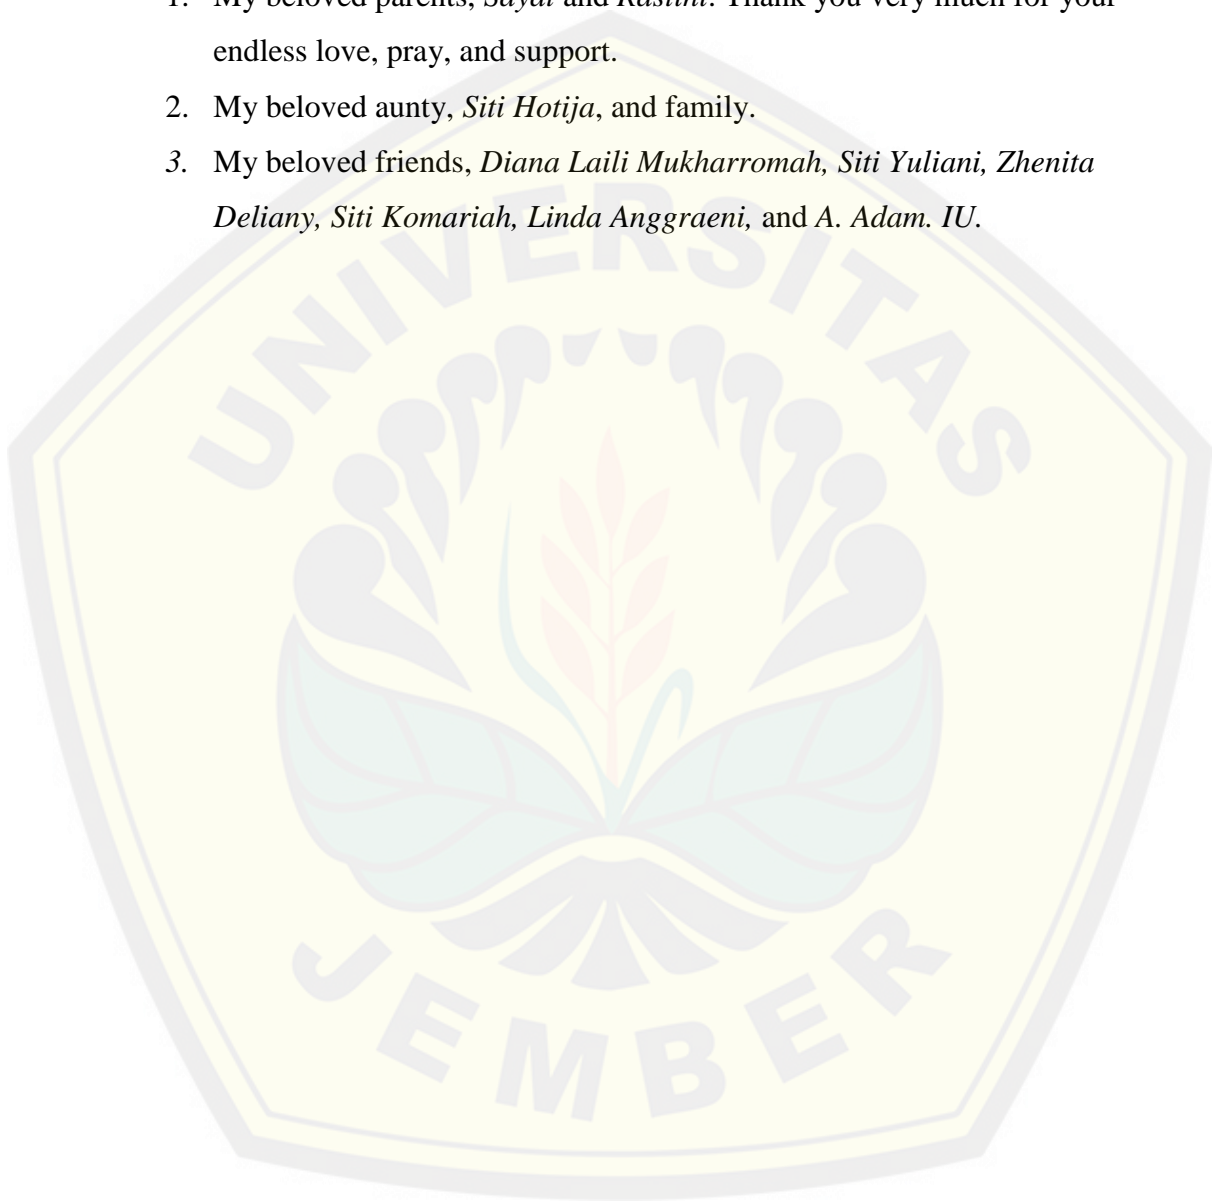 1. My beloved parents, and Thank you very much for your
endless love, pray, and support.
2. My beloved aunty, Siti Hotija, and family.
3. My beloved friends, Diana Laili Mukharromah, Siti Yuliani, Zhenita
Deliany, Siti Komariah, Linda Anggraeni, and A. Adam. IU.
UNIVERSITAS
JEMBER